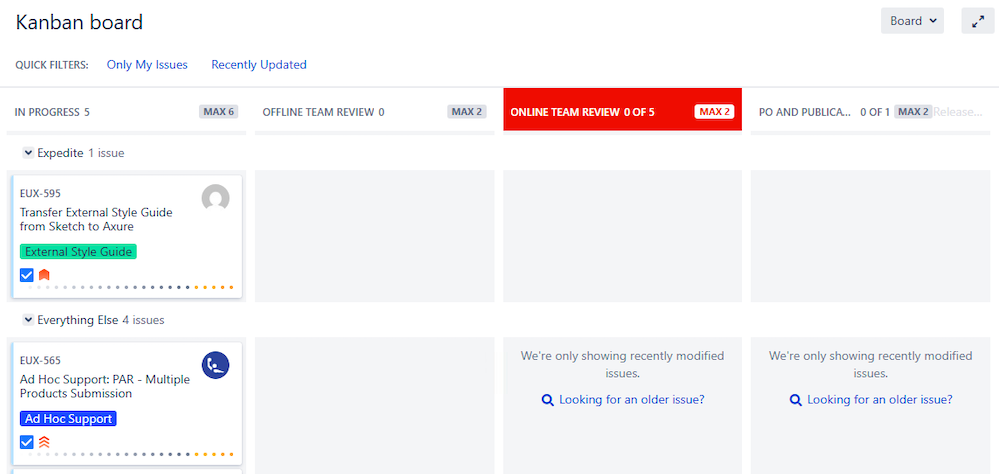 Kanban board
Board
QUICK FILTERS: Only My Issues Recently Updated
IN PROGRESS 5 MAX 6
OFFLINE TEAM REVIEW 0 MAX 2
ONLINE TEAM REVIEW 0 OF 5 MAX 2
PO AND PUBLICA... 0 OF 1 MAX 2 Release...
Expedite 1 issue
EUX-595
Transfer External Style Guide
from Sketch to Axure
External Style Guide
Everything Else 4 issues
EUX-565
Ad Hoc Support: PAR - Multiple
Products Submission
Ad Hoc Support
We're only showing recently modified
issues.
Looking for an older issue?
We're only showing recently modified
issues.
Looking for an older issue?